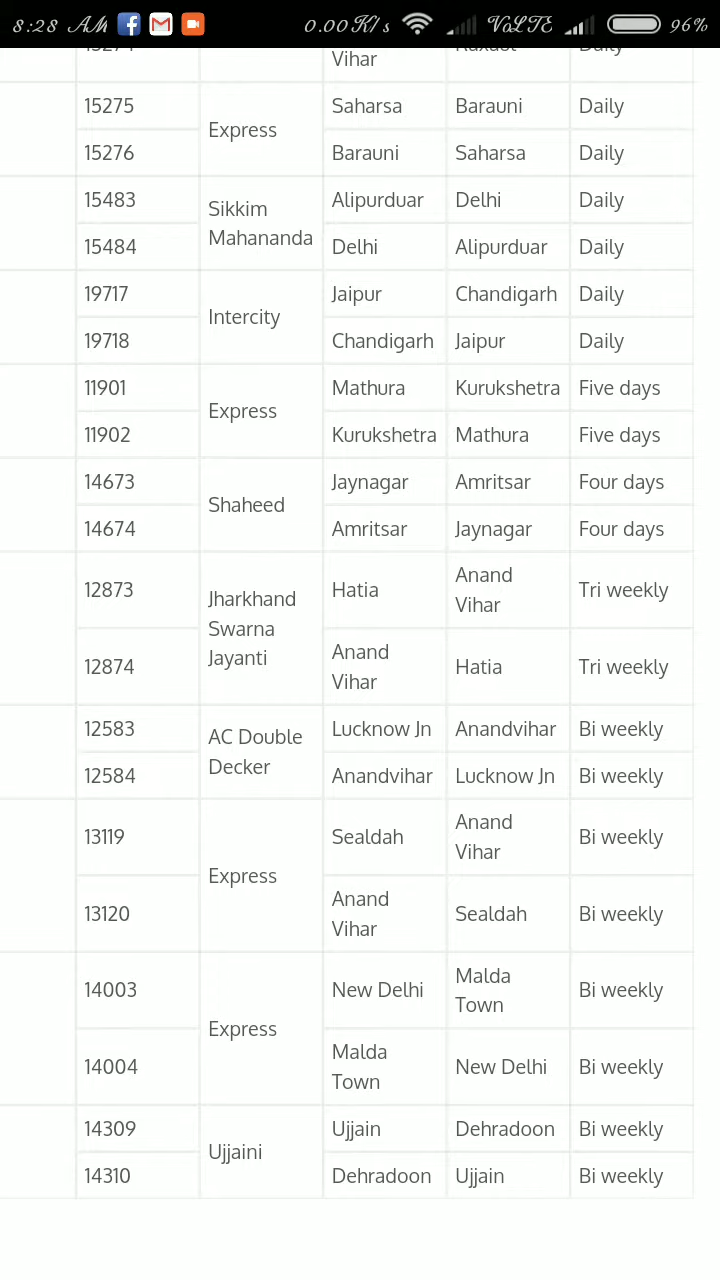 8:28 AM 0.00K/s VoLTE 96%
Vihar Daily
15275 Express Saharsa Barauni Daily
15276 Barauni Saharsa Daily
15483 Sikkim Mahananda Alipurduar Delhi Daily
15484 Delhi Alipurduar Daily
19717 Intercity Jaipur Chandigarh Daily
19718 Chandigarh Jaipur Daily
11901 Express Mathura Kurukshetra Five days
11902 Kurukshetra Mathura Five days
14673 Shaheed Jaynagar Amritsar Four days
14674 Amritsar Jaynagar Four days
12873 Jharkhand Swarna Jayanti Hatia Anand Vihar Tri weekly
12874 Anand Vihar Hatia Tri weekly
12583 AC Double Decker Lucknow Jn Anandvihar Bi weekly
12584 Anandvihar Lucknow Jn Bi weekly
13119 Express Sealdah Anand Vihar Bi weekly
13120 Anand Vihar Sealdah Bi weekly
14003 Express New Delhi Malda Town Bi weekly
14004 Malda Town New Delhi Bi weekly
14309 Ujjaini Ujjain Dehradoon Bi weekly
14310 Dehradoon Ujjain Bi weekly